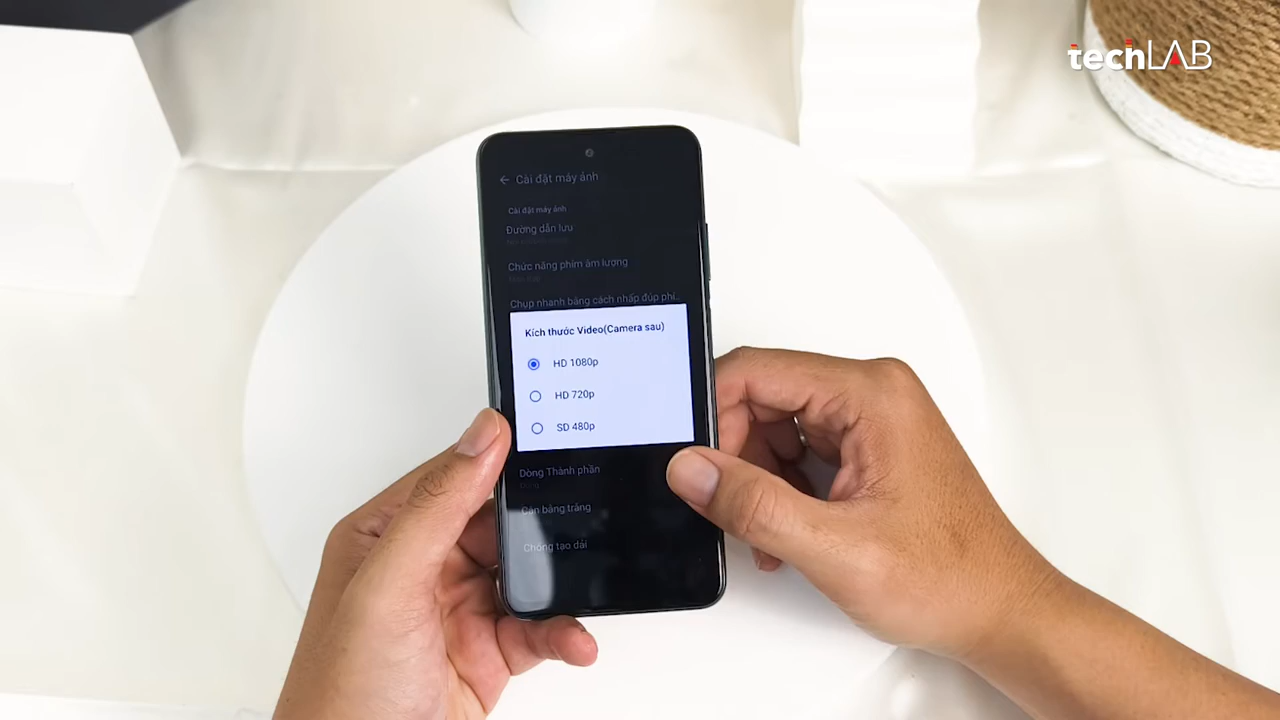 techLAB
Cài đặt máy ảnh
Cài đặt máy ảnh
Đường dẫn lưu
Chức năng phím âm lượng
Chụp nhanh bằng cách nhấp đúp phí..
Kích thước Video(Camera sau)
HD 1080p
HD 720p
SD 480p
Dòng Thành phần
Cân bằng trắng
Chống tạo dải